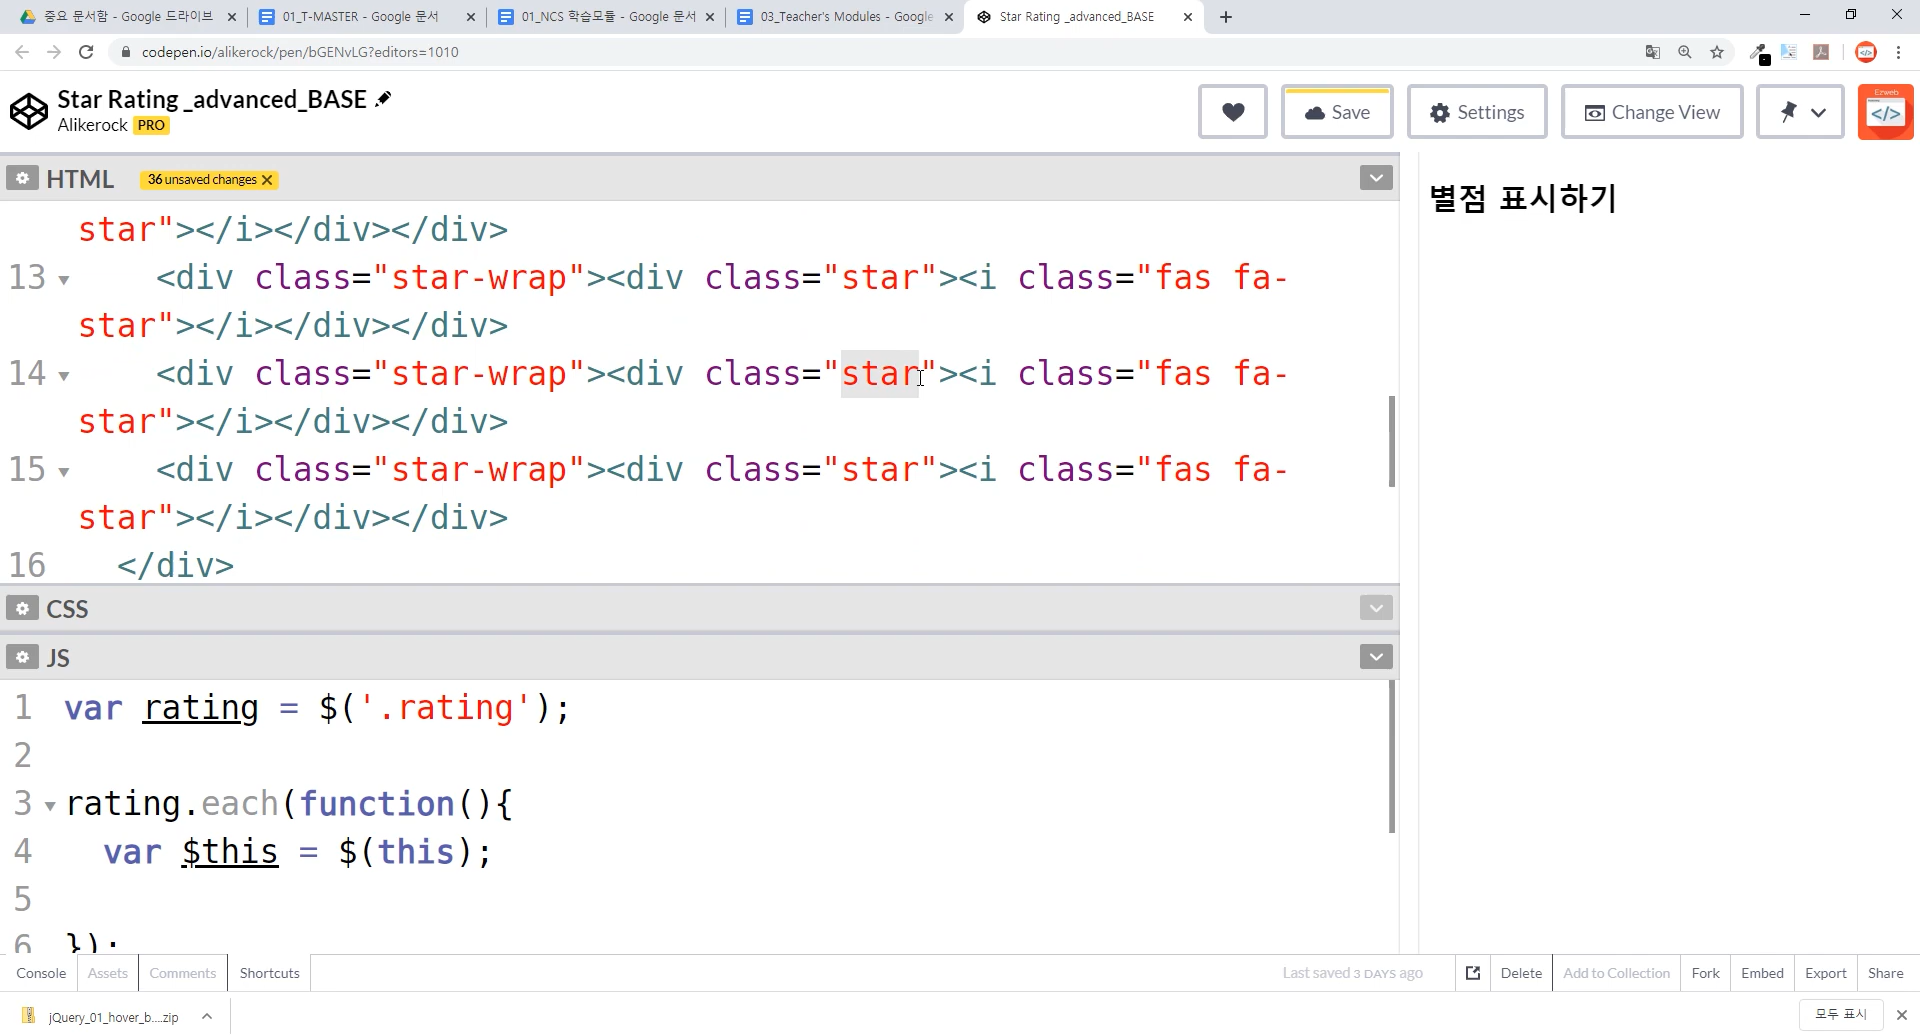 중요 문서함 - Google 드라이브
01_T-MASTER - Google 문서
01_NCS 학습모듈 - Google 문서
03_Teacher's Modules - Google
Star Rating _advanced_BASE
codepen.io/alikerock/pen/bGENvLG?editors=1010
Star Rating _advanced_BASE
Alikerock PRO
Save
Settings
Change View
Ezweb
</>
HTML
36 unsaved changes
star"></i></div></div>
13 <div class="star-wrap"><div class="star"><i class="fas fa-
star"></i></div></div>
14 <div class="star-wrap"><div class="star"><i class="fas fa-
star"></i></div></div>
15 <div class="star-wrap"><div class="star"><i class="fas fa-
star"></i></div></div>
16 </div>
CSS
JS
1 var rating = $('.rating');
2
3 rating.each(function(){
4 var $this = $(this);
5
6 });
별점 표시하기
Console
Assets
Comments
Shortcuts
Last saved 3 DAYS ago
Delete
Add to Collection
Fork
Embed
Export
Share
jQuery_01_hover_b....zip
모두 표시